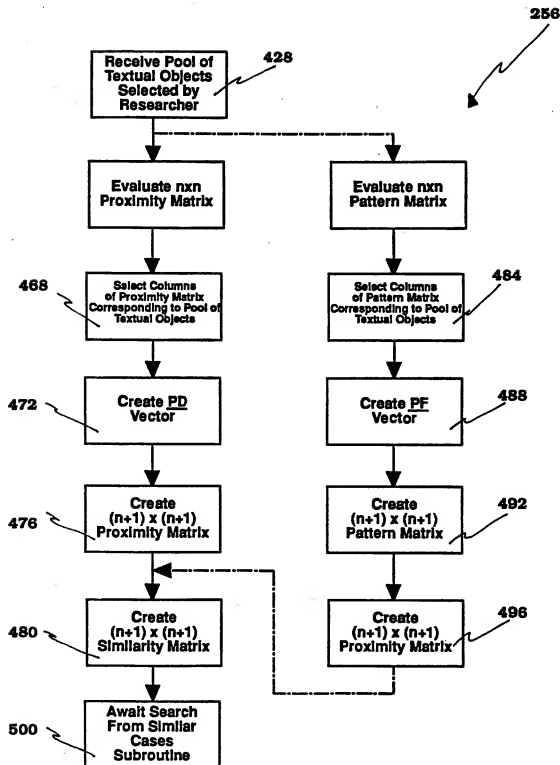 256
Receive Pool of
Textual Objects
Selected by
Researcher
428
Evaluate nxn
Proximity Matrix
Evaluate nxn
Pattern Matrix
468
Select Columns
of Proximity Matrix
Corresponding to Pool of
Textual Objects
Select Columns
of Pattern Matrix
Corresponding to Pool of
Textual Objects
484
472
Create PD
Vector
Create PF
Vector
488
476
Create
(n+1) x (n+1)
Proximity Matrix
Create
(n+1) x (n+1)
Pattern Matrix
492
480
Create
(n+1) x (n+1)
Similarity Matrix
Create
(n+1) x (n+1)
Proximity Matrix
496
500
Await Search
From Similar
Cases
Subroutine